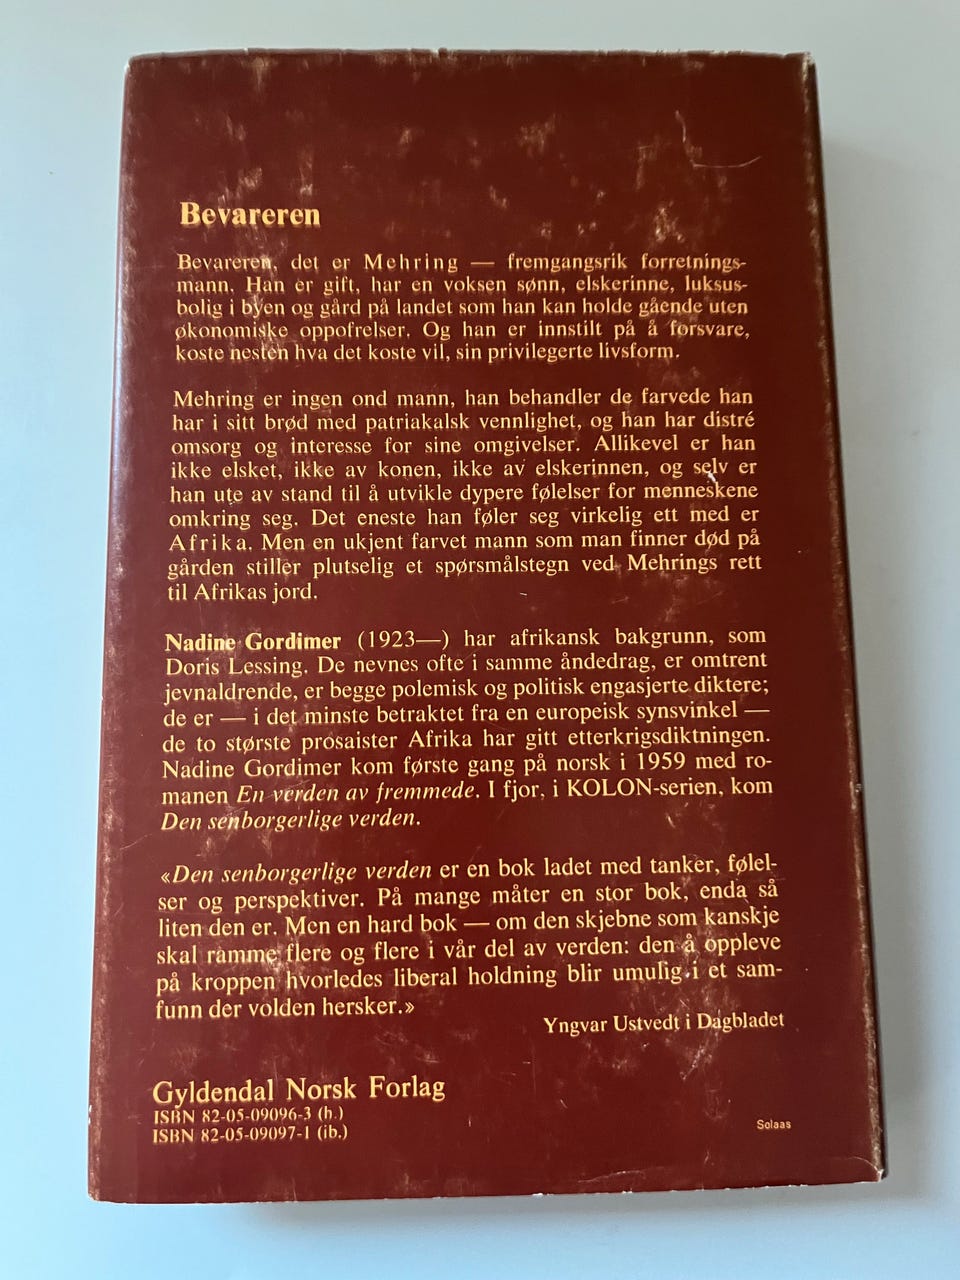 Bevareren
Bevareren, det er Mehring — fremgangsrik forretnings-
mann. Han er gift, har en voksen sønn, elskerinne, luksus-
bolig i byen og gård på landet som han kan holde gående uten
økonomiske oppofrelser. Og han er innstilt på å forsvare,
koste nesten hva det koste vil, sin privilegerte livsform.
Mehring er ingen ond mann, han behandler de farvede han
har i sitt brød med patriakalsk vennlighet, og han har distré
omsorg og interesse for sine omgivelser. Allikevel er han
ikke elsket, ikke av konen, ikke av elskerinnen, og selv er
han ute av stand til å utvikle dypere følelser for menneskene
omkring seg. Det eneste han føler seg virkelig ett med er
Afrika. Men en ukjent farvet mann som man finner død på
gården stiller plutselig et spørsmålstegn ved Mehrings rett
til Afrikas jord.
Nadine Gordimer (1923—) har afrikansk bakgrunn, som
Doris Lessing. De nevnes ofte i samme åndedrag, er omtrent
jevnaldrende, er begge polemisk og politisk engasjerte diktere;
de er — i det minste betraktet fra en europeisk synsvinkel —
de to største prosaister Afrika har gitt etterkrigsdiktningen.
Nadine Gordimer kom første gang på norsk i 1959 med ro-
manen En verden av fremmede. I fjor, i KOLON-serien, kom
Den senborgerlige verden.
«Den senborgerlige verden er en bok ladet med tanker, følel-
ser og perspektiver. På mange måter en stor bok, enda så
liten den er. Men en hard bok — om den skjebne som kanskje
skal ramme flere og flere i vår del av verden: den å oppleve
på kroppen hvorledes liberal holdning blir umulig i et sam-
funn der volden hersker.»
Yngvar Ustvedt i Dagbladet
Gyldendal Norsk Forlag
ISBN 82-05-09096-3 (h.)
ISBN 82-05-09097-1 (ib.)
Solaas